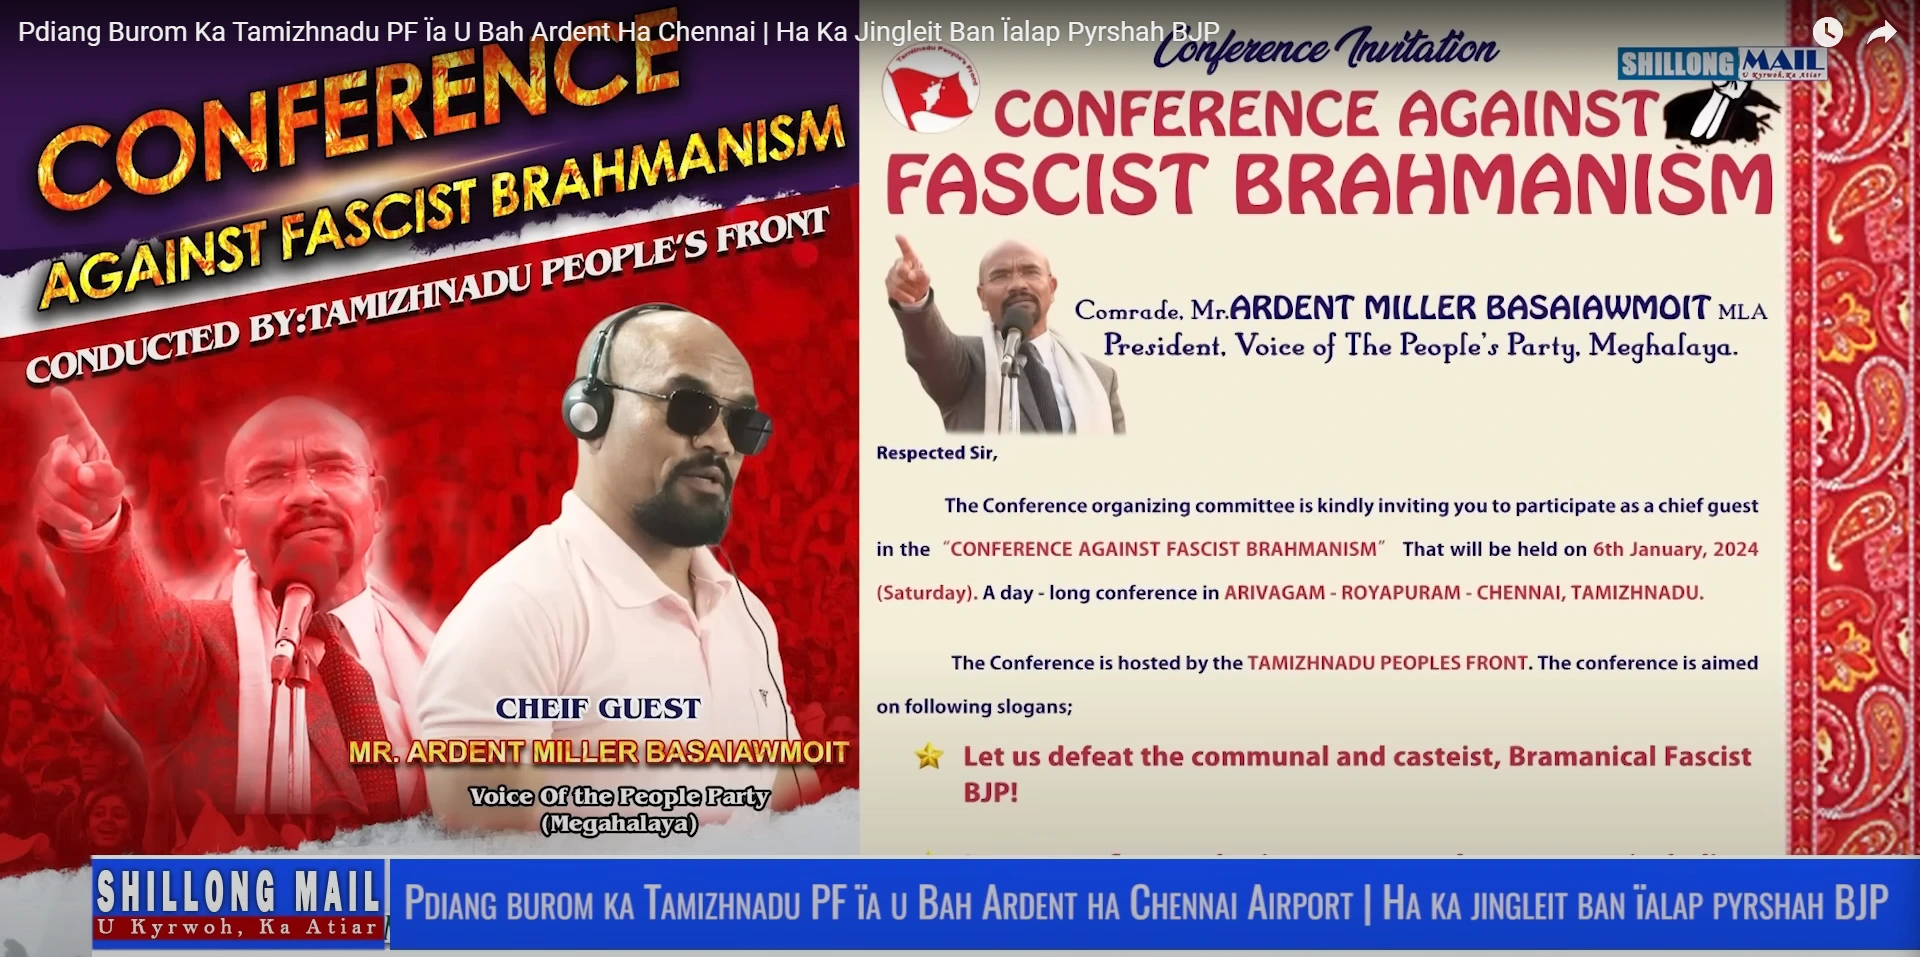 Pdiang Burom Ka Tamizhnadu PF Ïa U Bah Ardent Ha Chennai | Ha Ka Jingleit Ban Ïalap Pyrshah BJP
CONFERENCE
AGAINST FASCIST BRAHMANISM
CONDUCTED BY:TAMIZHNADU PEOPLE'S FRONT
CHEIF GUEST
MR. ARDENT MILLER BASAIAWMOIT
Voice Of the People Party
(Megahalaya)
Conference Invitation
Tamilnadu People's Front
SHILLONG MAIL
U Kyrwoh, Ka Atiar
CONFERENCE AGAINST
FASCIST BRAHMANISM
Comrade, Mr.ARDENT MILLER BASAIAWMOIT MLA
President, Voice of The People's Party, Meghalaya.
Respected Sir,
The Conference organizing committee is kindly inviting you to participate as a chief guest
in the "CONFERENCE AGAINST FASCIST BRAHMANISM" That will be held on 6th January, 2024
(Saturday). A day - long conference in ARIVAGAM - ROYAPURAM - CHENNAI, TAMIZHNADU.
The Conference is hosted by the TAMIZHNADU PEOPLES FRONT. The conference is aimed
on following slogans;
Let us defeat the communal and casteist, Bramanical Fascist
BJP!
SHILLONG MAIL
U Kyrwoh, Ka Atiar
PDIANG BUROM KA TAMIZHNADU PF ÏA U BAH ARDENT HA CHENNAI AIRPORT | HA KA JINGLEIT BAN ÏALAP PYRSHAH BJP